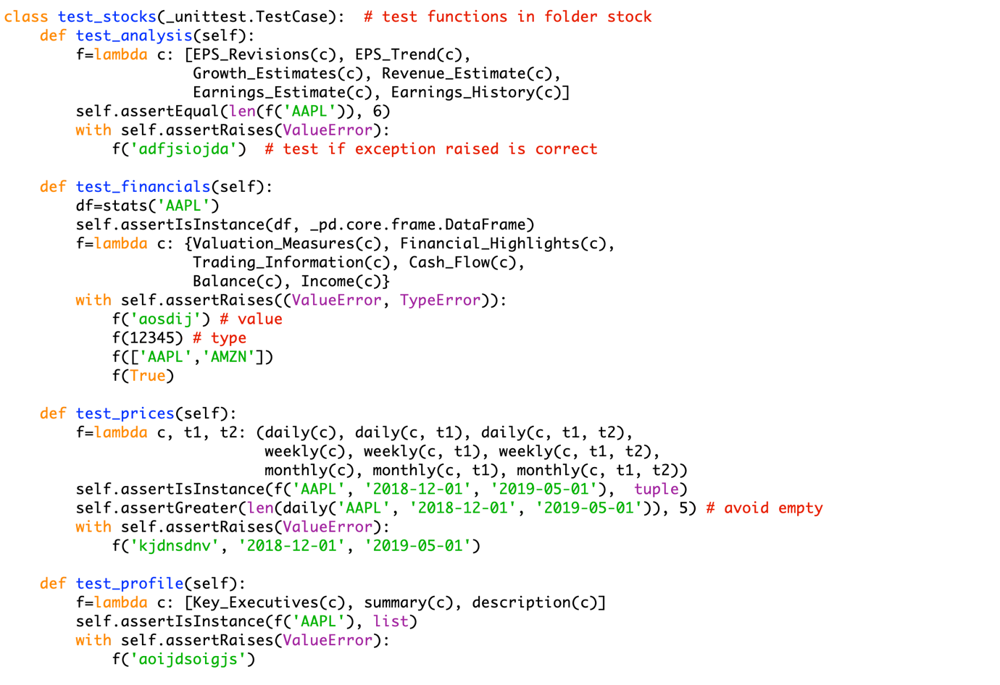 class test_stocks(_unittest.TestCase):  # test functions in folder stock
    def test_analysis(self):
        f=lambda c: [EPS_Revisions(c), EPS_Trend(c),
                     Growth_Estimates(c), Revenue_Estimate(c),
                     Earnings_Estimate(c), Earnings_History(c)]
        self.assertEqual(len(f('AAPL')), 6)
        with self.assertRaises(ValueError):
            f('adfjsiojda')  # test if exception raised is correct

    def test_financials(self):
        df=stats('AAPL')
        self.assertIsInstance(df, _pd.core.frame.DataFrame)
        f=lambda c: {Valuation_Measures(c), Financial_Highlights(c),
                     Trading_Information(c), Cash_Flow(c),
                     Balance(c), Income(c)}
        with self.assertRaises((ValueError, TypeError)):
            f('aosdij') # value
            f(12345) # type
            f(['AAPL','AMZN'])
            f(True)

    def test_prices(self):
        f=lambda c, t1, t2: (daily(c), daily(c, t1), daily(c, t1, t2),
                             weekly(c), weekly(c, t1), weekly(c, t1, t2),
                             monthly(c), monthly(c, t1), monthly(c, t1, t2))
        self.assertIsInstance(f('AAPL', '2018-12-01', '2019-05-01'),  tuple)
        self.assertGreater(len(daily('AAPL', '2018-12-01', '2019-05-01')), 5) # avoid empty
        with self.assertRaises(ValueError):
            f('kjdnsdnv', '2018-12-01', '2019-05-01')

    def test_profile(self):
        f=lambda c: [Key_Executives(c), summary(c), description(c)]
        self.assertIsInstance(f('AAPL'), list)
        with self.assertRaises(ValueError):
            f('aoijdsoigjs')